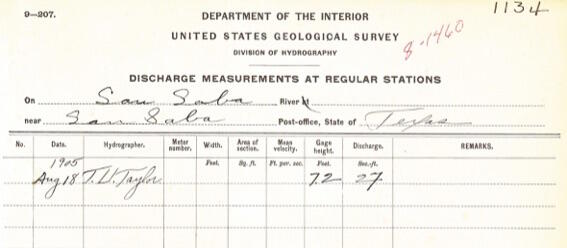 9—207.
1134
DEPARTMENT OF THE INTERIOR
UNITED STATES GEOLOGICAL SURVEY
8-1460
DIVISION OF HYDROGRAPHY
DISCHARGE MEASUREMENTS AT REGULAR STATIONS
On San Saba River at
near San Saba Post-office, State of Texas
No. Date. Hydrographer. Meter number. Width. Area of section. Mean velocity. Gage height. Discharge. REMARKS.
1905 Feet. Sq. ft. Ft. per. sec. Feet. Sec.-ft.
Aug 18 T. U. Taylor 7.2 27